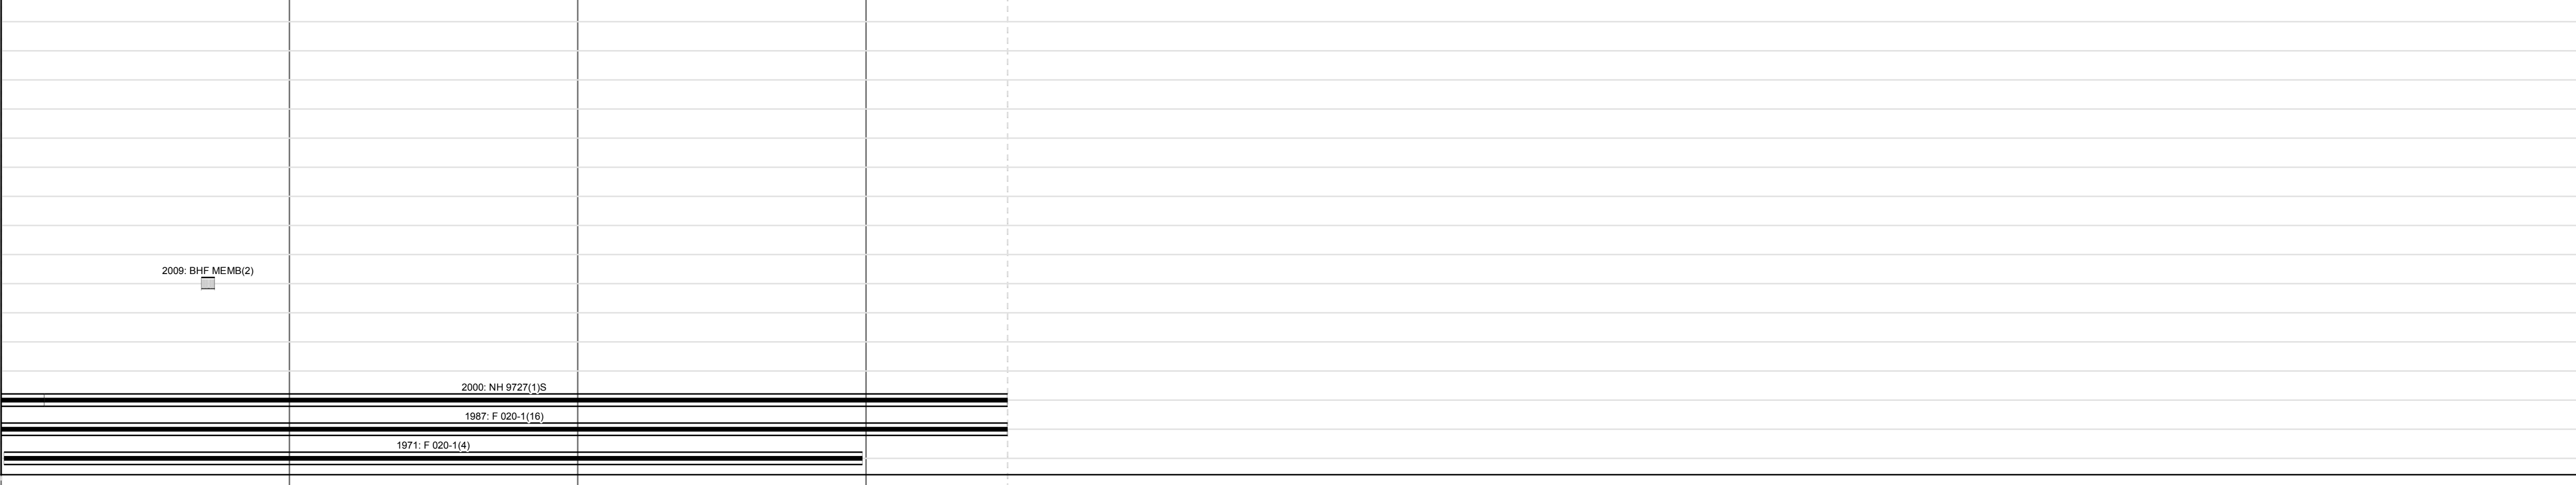 2009: BHF MEMB(2)
2000: NH 9727(1)S
1987: F 020-1(16)
1971: F 020-1(4)